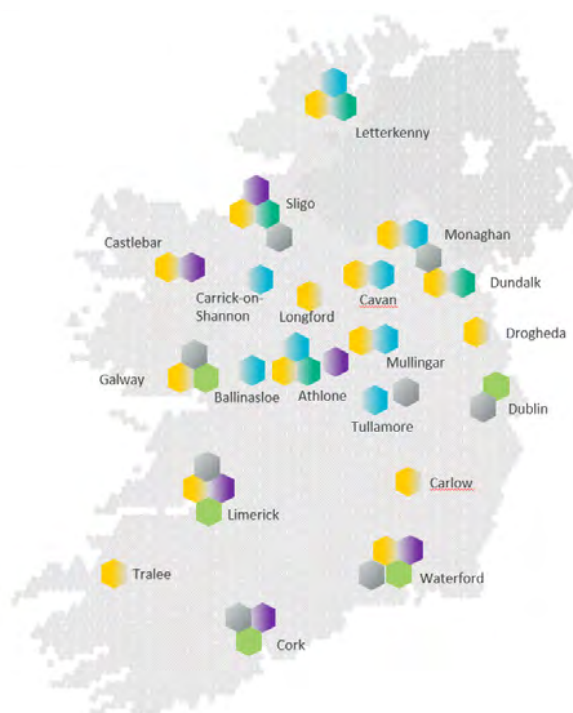 Letterkenny
Sligo
Monaghan
Castlebar
Dundalk
Carrick-on-
Shannon
Longford
Cavan
Drogheda
Galway
Ballinasloe
Athlone
Mullingar
Tullamore
Dublin
Limerick
Carlow
Tralee
Waterford
Cork